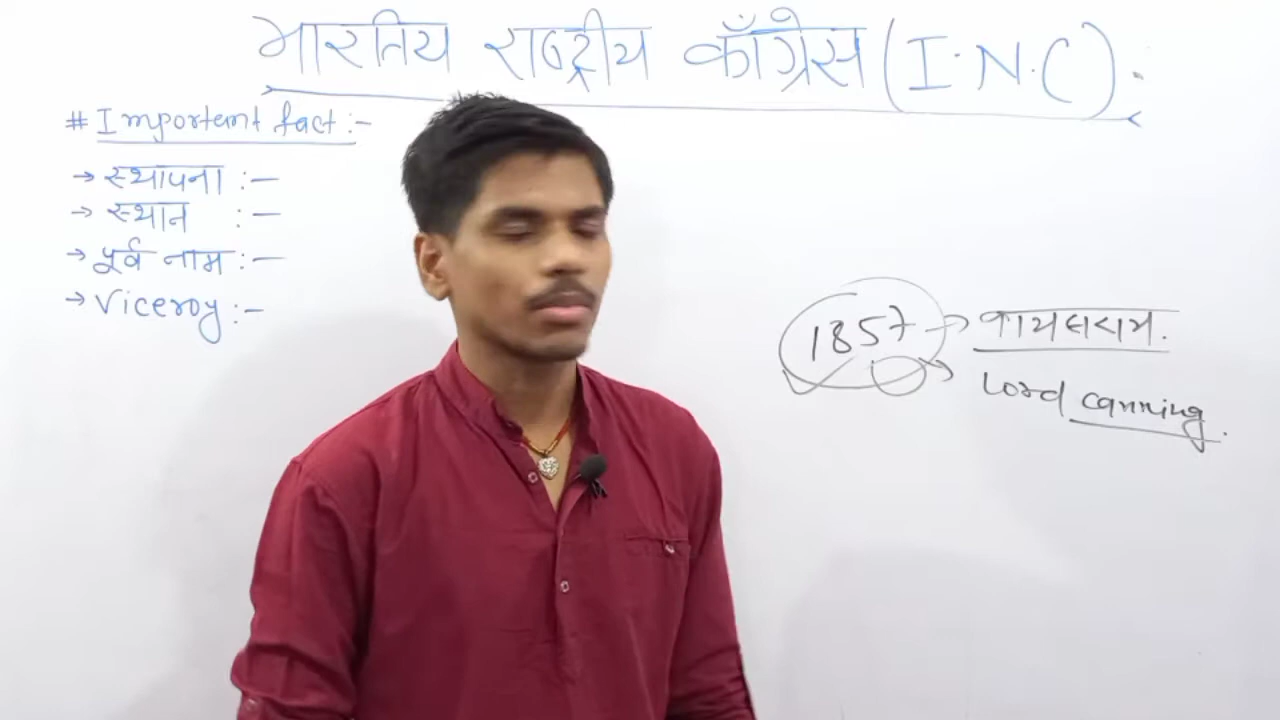 भारतिय राष्ट्रीय काँग्रेस (I.N.C).
# Importent fact :-
→ स्थापना :-
→ स्थान :-
→ पूर्व नाम :-
→ Viceroy :-
1857 → वायसराय.
→ Lord canning.